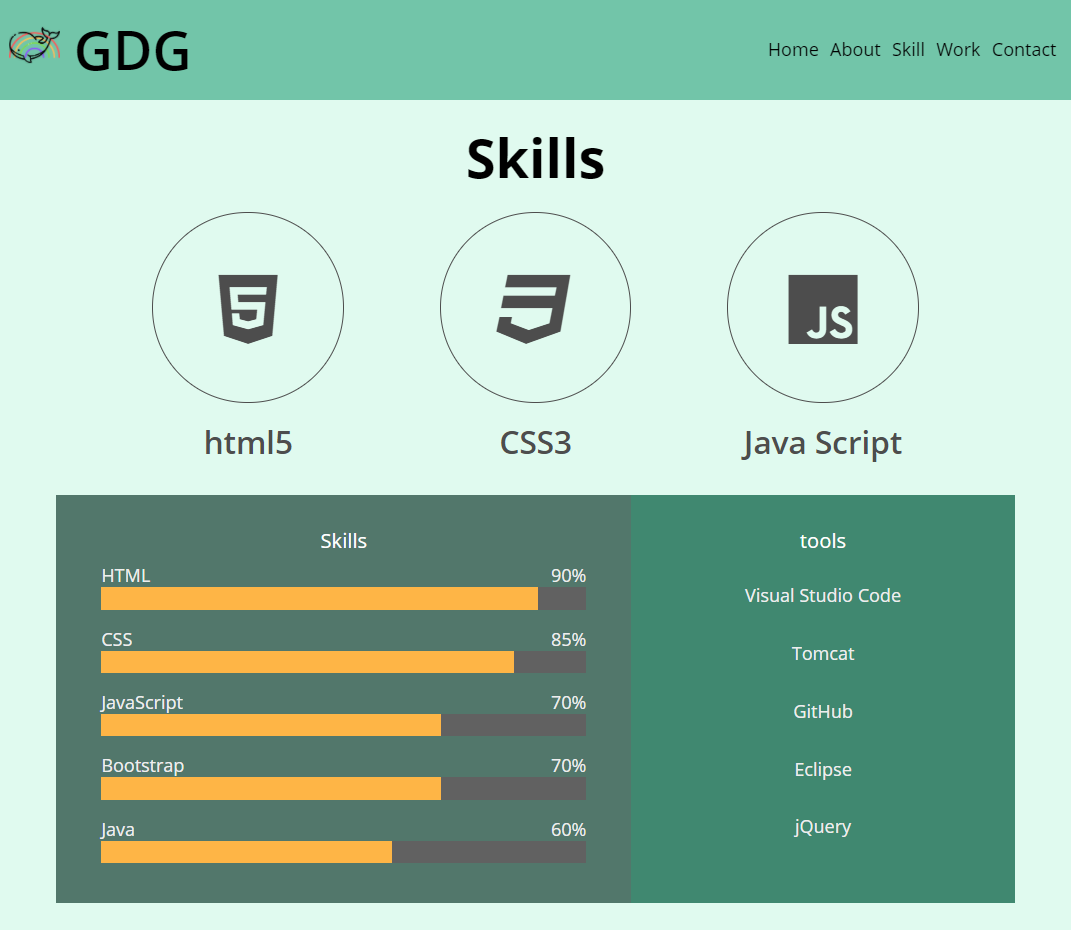 GDG
Home About Skill Work Contact
Skills
5
JS
html5
CSS3
Java Script
Skills
HTML 90%
CSS 85%
JavaScript 70%
Bootstrap 70%
Java 60%
tools
Visual Studio Code
Tomcat
GitHub
Eclipse
jQuery